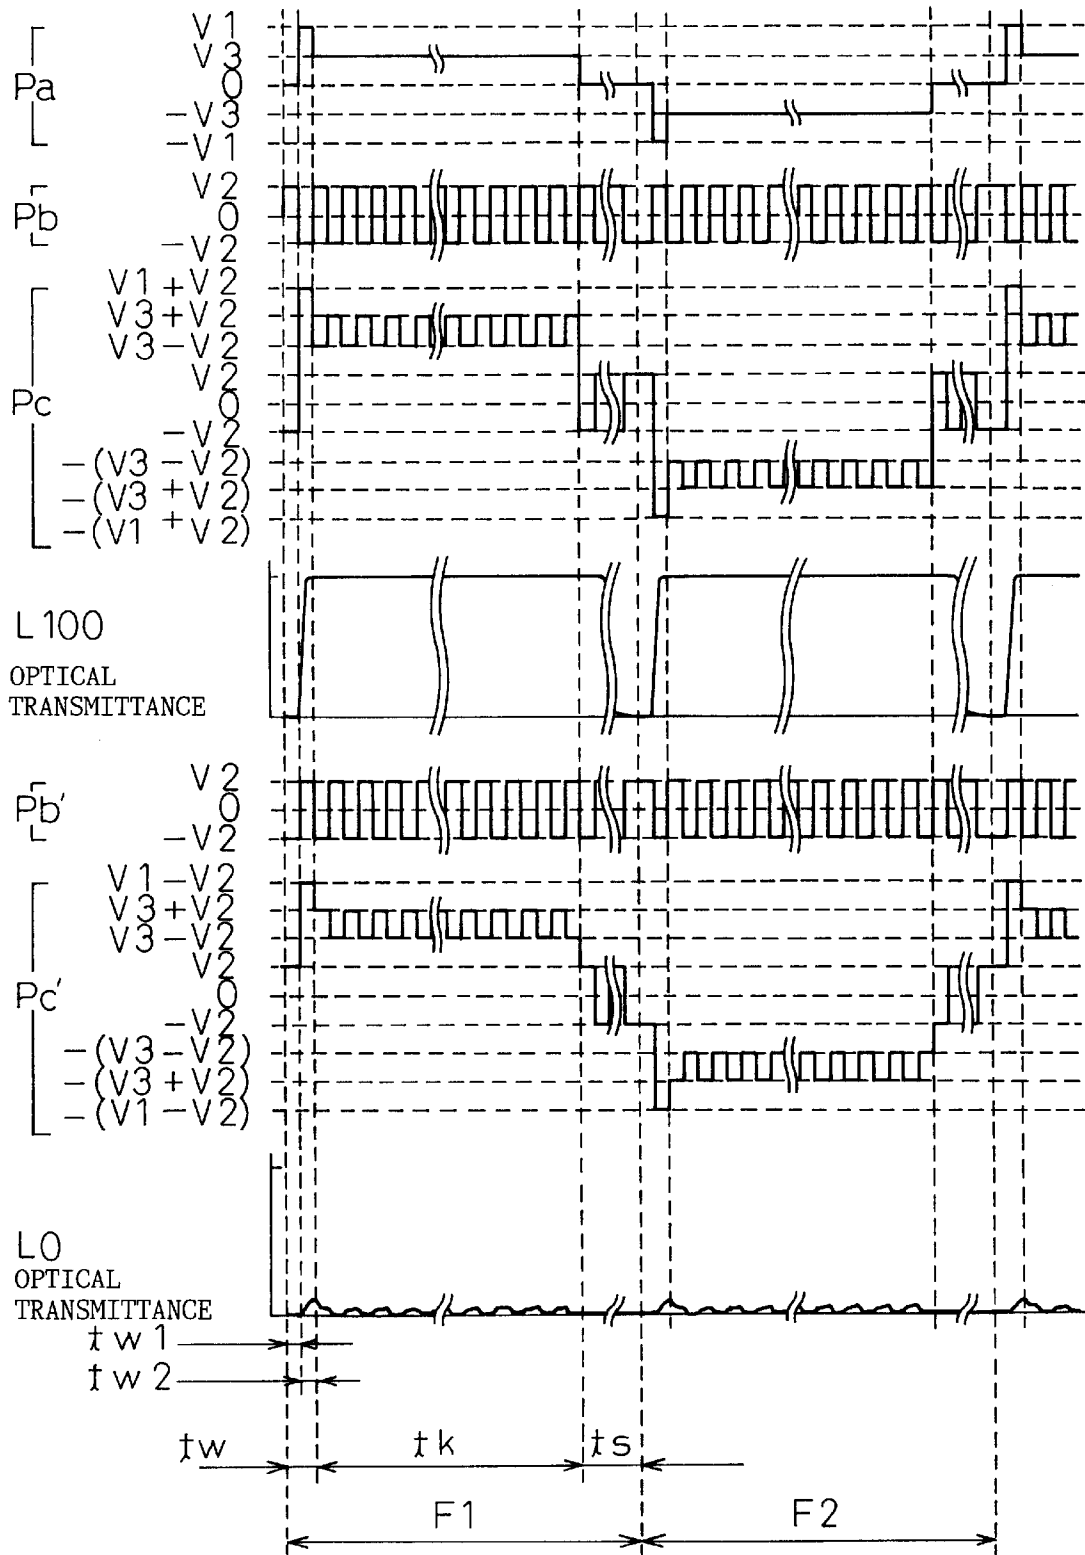 V1
V3
Pa
0
-V3
-V1
V2
Pb
0
-V2
V1+V2
V3+V2
V3-V2
V2
Pc
0
-V2
-(V3-V2)
-(V3+V2)
-(V1+V2)
L100
OPTICAL
TRANSMITTANCE
V2
Pb'
0
-V2
V1-V2
V3+V2
V3-V2
V2
Pc'
0
-V2
-(V3-V2)
-(V3+V2)
-(V1-V2)
L0
OPTICAL
TRANSMITTANCE
tw1
tw2
tw tk ts
F1 F2